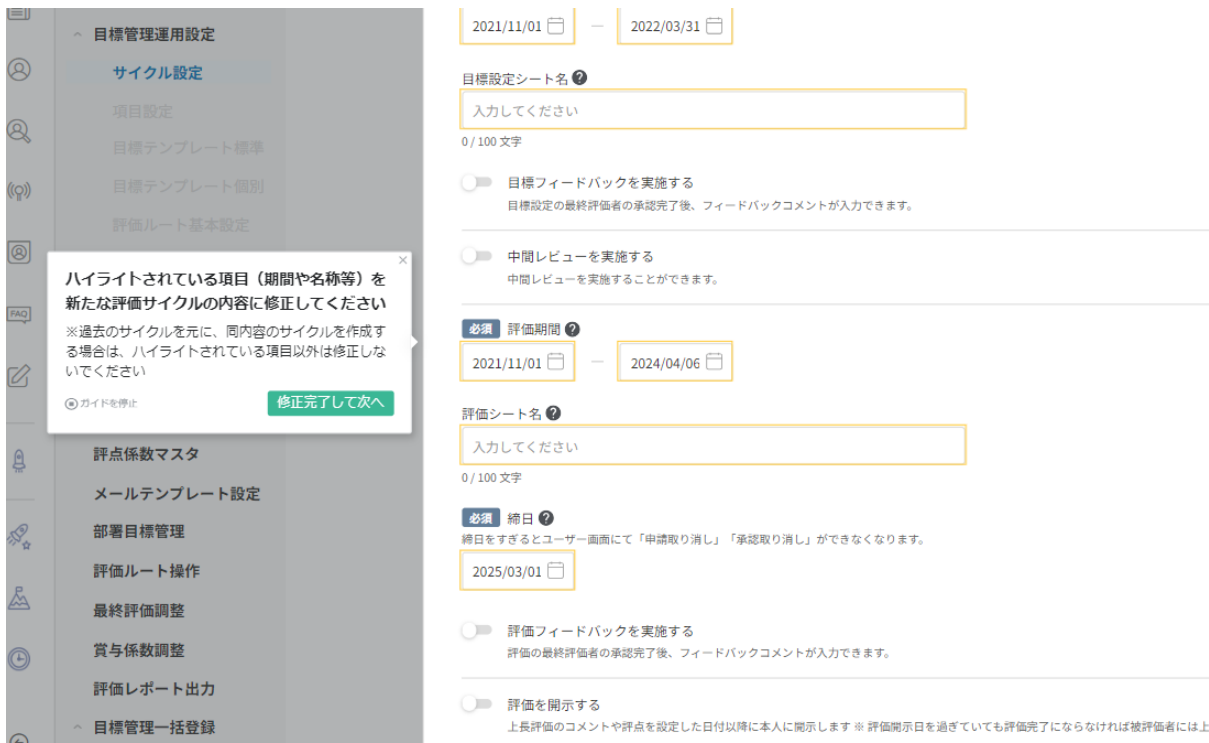 目標管理運用設定
サイクル設定
項目設定
目標テンプレート標準
目標テンプレート個別
評価ルート基本設定
FAQ
ハイライトされている項目（期間や名称等）を
新たな評価サイクルの内容に修正してください
※過去のサイクルを元に、同内容のサイクルを作成す
る場合は、ハイライトされている項目以外は修正しな
いでください
ガイドを停止
修正完了して次へ
評点係数マスタ
メールテンプレート設定
部署目標管理
評価ルート操作
最終評価調整
賞与係数調整
評価レポート出力
目標管理一括登録
2021/11/01 — 2022/03/31
目標設定シート名
入力してください
0 / 100 文字
目標フィードバックを実施する
目標設定の最終評価者の承認完了後、フィードバックコメントが入力できます。
中間レビューを実施する
中間レビューを実施することができます。
必須 評価期間
2021/11/01 — 2024/04/06
評価シート名
入力してください
0 / 100 文字
必須 締日
締日をすぎるとユーザー画面にて「申請取り消し」「承認取り消し」ができなくなります。
2025/03/01
評価フィードバックを実施する
評価の最終評価者の承認完了後、フィードバックコメントが入力できます。
評価を開示する
上長評価のコメントや評点を設定した日付以降に本人に開示します ※ 評価開示日を過ぎていても評価完了にならなければ被評価者には上